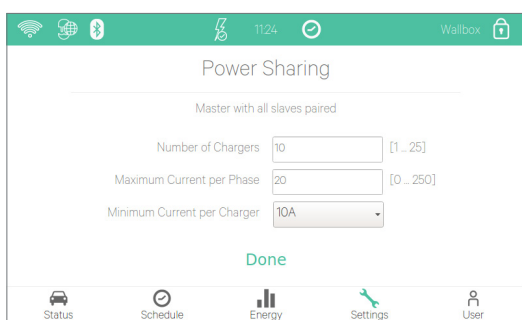 11:24 Wallbox
Power Sharing
Master with all slaves paired
Number of Chargers 10 [1 ... 25]
Maximum Current per Phase 20 [0 ... 250]
Minimum Current per Charger 10A
Done
Status Schedule Energy Settings User